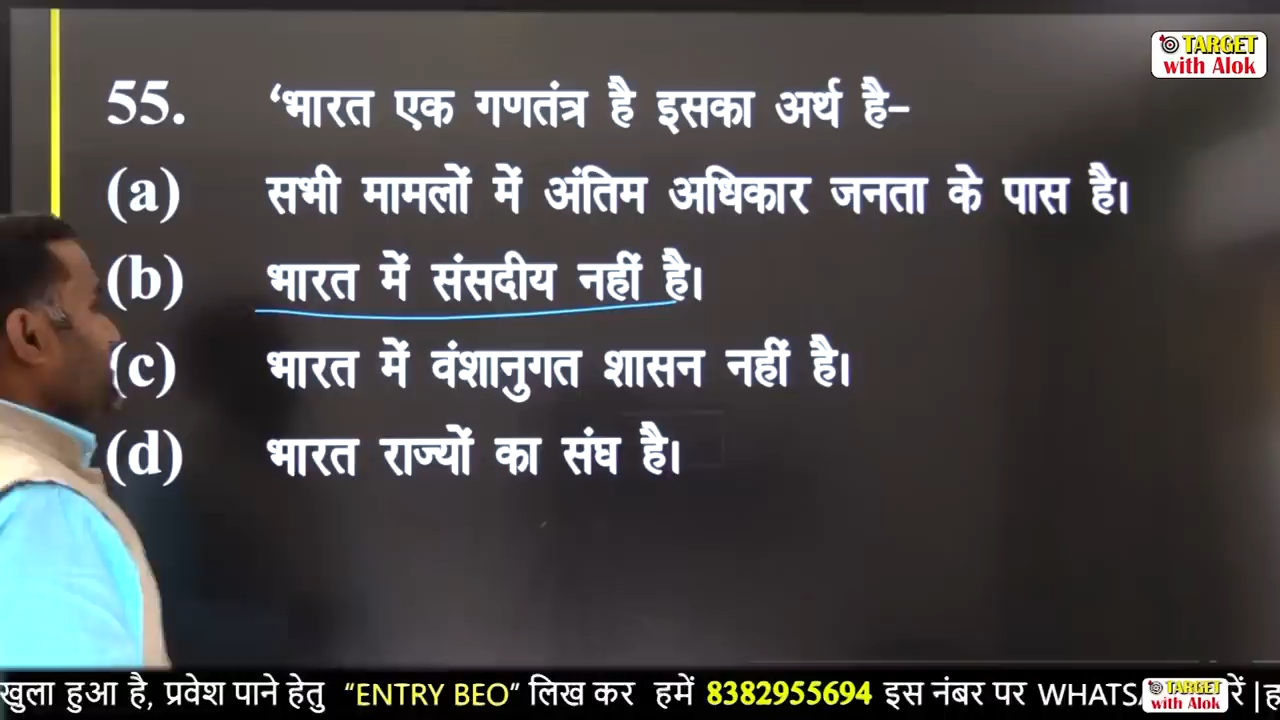 TARGET
with Alok
55. ‘भारत एक गणतंत्र है इसका अर्थ है-
(a) सभी मामलों में अंतिम अधिकार जनता के पास है।
(b) भारत में संसदीय नहीं है।
(c) भारत में वंशानुगत शासन नहीं है।
(d) भारत राज्यों का संघ है।
खुला हुआ है, प्रवेश पाने हेतु “ENTRY BEO” लिख कर हमें 8382955694 इस नंबर पर
TARGET
with Alok